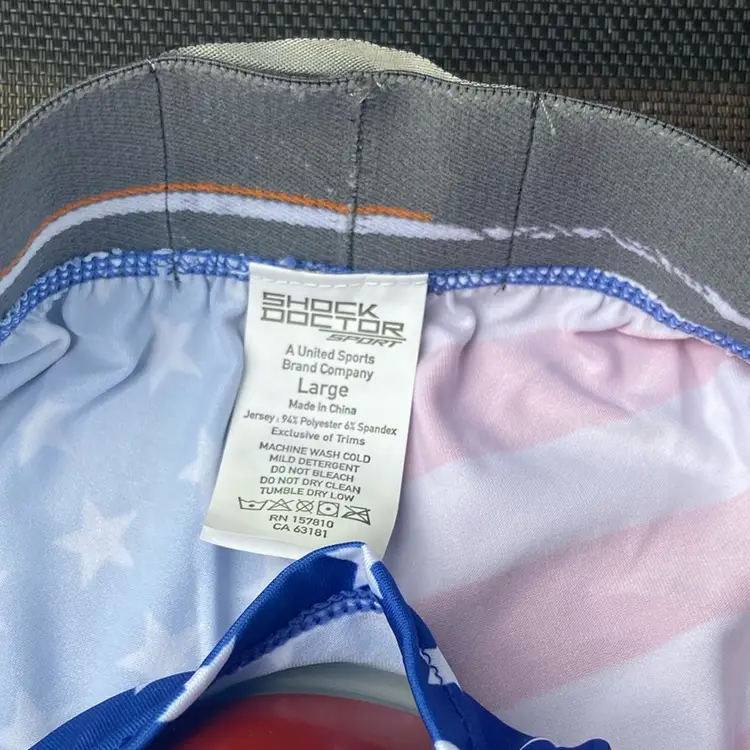 SHOCK
DOCTOR
SPORT
A United Sports
Brand Company
Large
Made in China
Jersey : 94% Polyester 6% Spandex
Exclusive of Trims
MACHINE WASH COLD
MILD DETERGENT
DO NOT BLEACH
DO NOT DRY CLEAN
TUMBLE DRY LOW
RN 157810
CA 63181